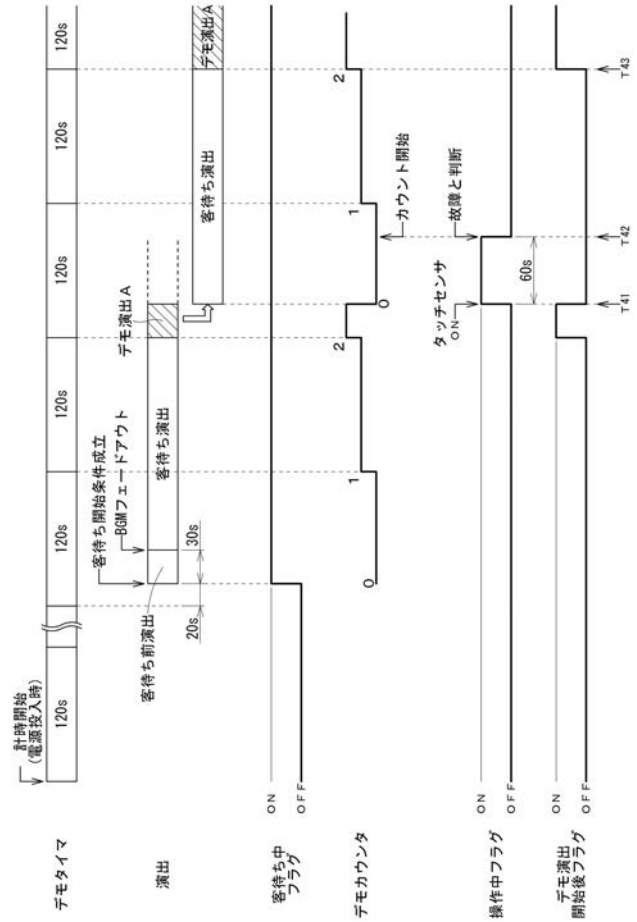 計時開始
(電源投入時)
デモタイマ
120s
120s
120s
120s
120s
120s
客待ち開始条件成立
BGMフェードアウト
演出
客待ち前演出
20s
30s
客待ち演出
デモ演出A
客待ち演出
デモ演出A
客待ち中
フラグ
ON
OFF
デモカウンタ
0
1
2
0
1
2
カウント開始
操作中フラグ
ON
OFF
タッチセンサ
ON
故障と判断
60s
デモ演出
開始後フラグ
ON
OFF
T41
T42
T43